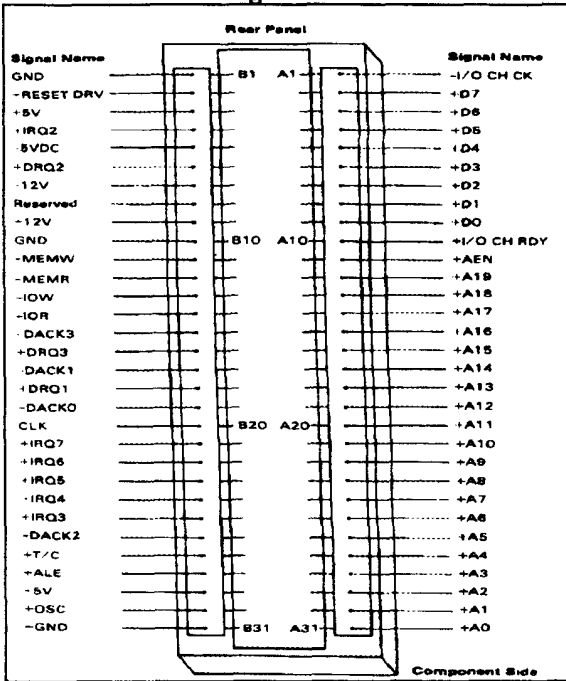 Rear Panel
Signal Name Signal Name
GND B1 A1 -I/O CH CK
-RESET DRV +D7
+5V +D6
+IRQ2 +D5
-5VDC +D4
+DRQ2 +D3
-12V +D2
Reserved +D1
+12V +D0
GND B10 A10 +I/O CH RDY
-MEMW +AEN
-MEMR +A19
-IOW +A18
-IOR +A17
-DACK3 +A16
+DRQ3 +A15
-DACK1 +A14
+DRQ1 +A13
-DACK0 +A12
CLK B20 A20 +A11
+IRQ7 +A10
+IRQ6 +A9
+IRQ5 +A8
+IRQ4 +A7
+IRQ3 +A6
-DACK2 +A5
+T/C +A4
+ALE +A3
+5V +A2
+OSC +A1
-GND B31 A31 +A0
Component Side